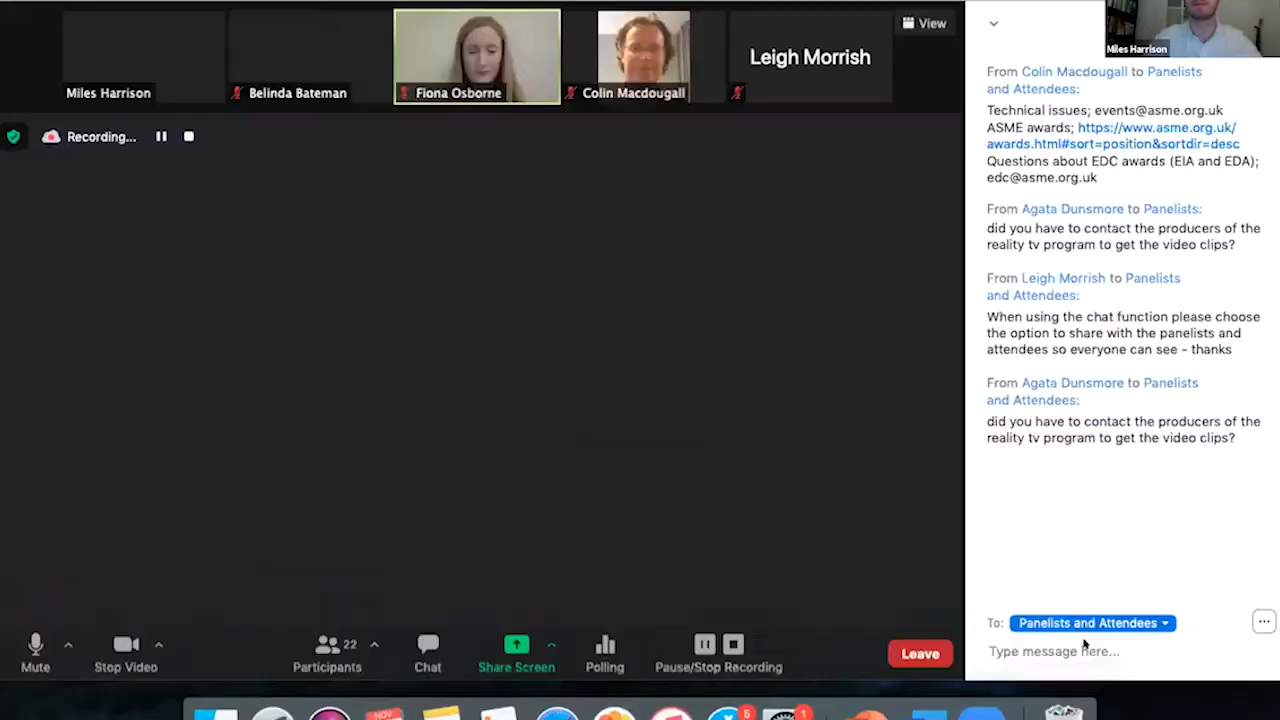 Miles Harrison
Belinda Bateman
Fiona Osborne
Colin Macdougall
Leigh Morrish
View
Miles Harrison
Recording...
From Colin Macdougall to Panelists
and Attendees:
Technical issues; events@asme.org.uk
ASME awards; https://www.asme.org.uk/
awards.html#sort=position&sortdir=desc
Questions about EDC awards (EIA and EDA);
edc@asme.org.uk
From Agata Dunsmore to Panelists:
did you have to contact the producers of the
reality tv program to get the video clips?
From Leigh Morrish to Panelists
and Attendees:
When using the chat function please choose
the option to share with the panelists and
attendees so everyone can see - thanks
From Agata Dunsmore to Panelists
and Attendees:
did you have to contact the producers of the
reality tv program to get the video clips?
To: Panelists and Attendees
Type message here...
22
Mute
Stop Video
Participants
Chat
Share Screen
Polling
Pause/Stop Recording
Leave
NOV
5
1